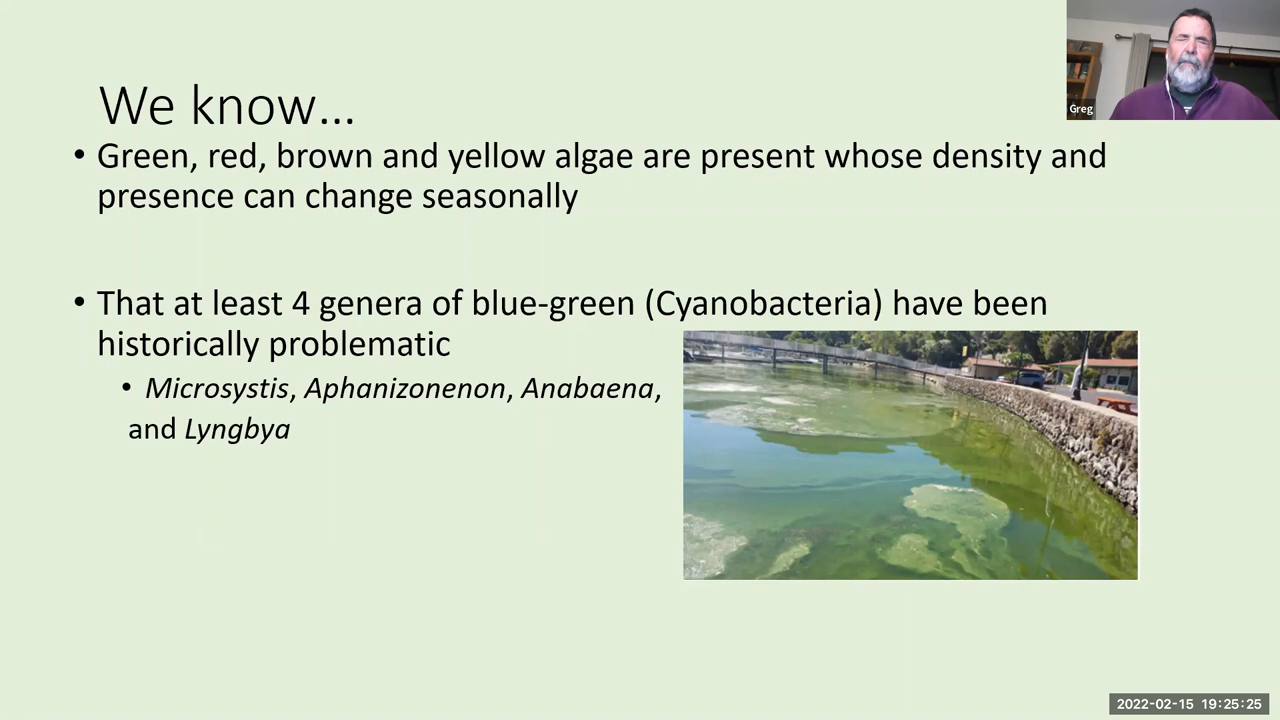 We know...
• Green, red, brown and yellow algae are present whose density and
presence can change seasonally
• That at least 4 genera of blue-green (Cyanobacteria) have been
historically problematic
• Microsystis, Aphanizonenon, Anabaena,
and Lyngbya
Greg
2022-02-15 19:25:25